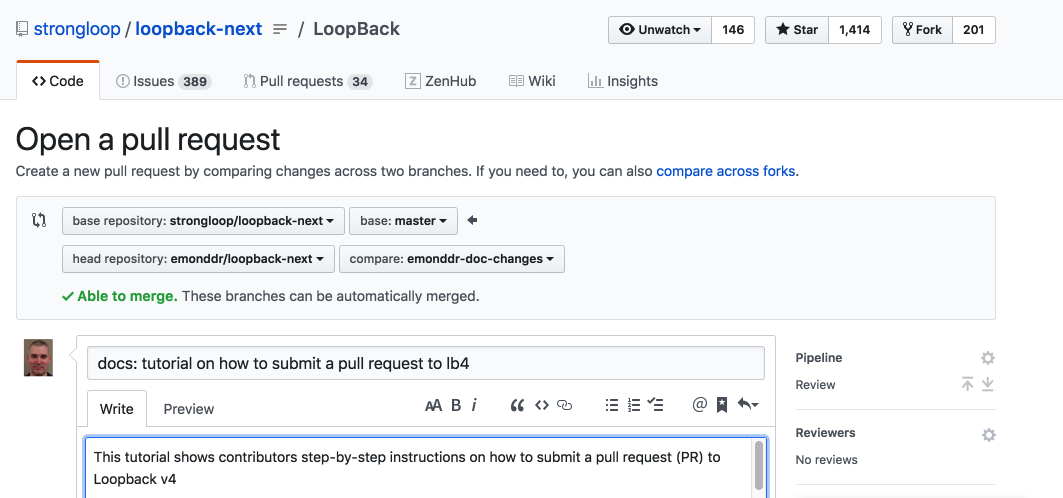 strongloop / loopback-next / LoopBack
Unwatch 146 Star 1,414 Fork 201
Code Issues 389 Pull requests 34 ZenHub Wiki Insights
Open a pull request
Create a new pull request by comparing changes across two branches. If you need to, you can also compare across forks.
base repository: strongloop/loopback-next base: master
head repository: emonddr/loopback-next compare: emonddr-doc-changes
Able to merge. These branches can be automatically merged.
docs: tutorial on how to submit a pull request to lb4
Write Preview
This tutorial shows contributors step-by-step instructions on how to submit a pull request (PR) to
Loopback v4
Pipeline
Review
Reviewers
No reviews